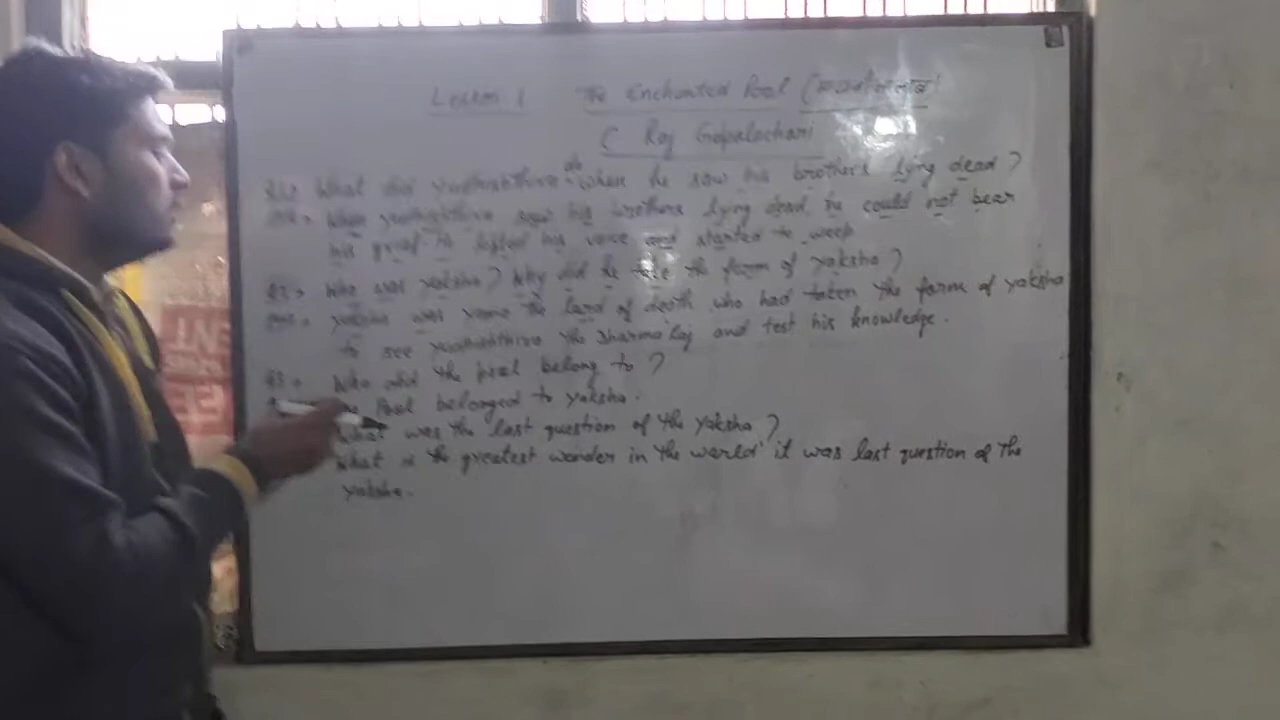 Lesson 1 The Enchanted Pool
C Raj Gopalachari
Q1. What did yudhishthira do when he saw his brothers lying dead?
Ans. When yudhishthira saw his brothers lying dead, he could not bear
his grief he lifted his voice and started to weep
Q2. Who was yaksha? Why did he take the form of yaksha?
Ans. yaksha was yama the lard of death who had taken the form of yaksha
to see yudhishthira the Dharma Raj and test his knowledge.
Q3. Who did the pool belong to?
Pool belonged to yaksha.
What was the last question of the yaksha?
What is the greatest wonder in the world it was last question of the
yaksha.